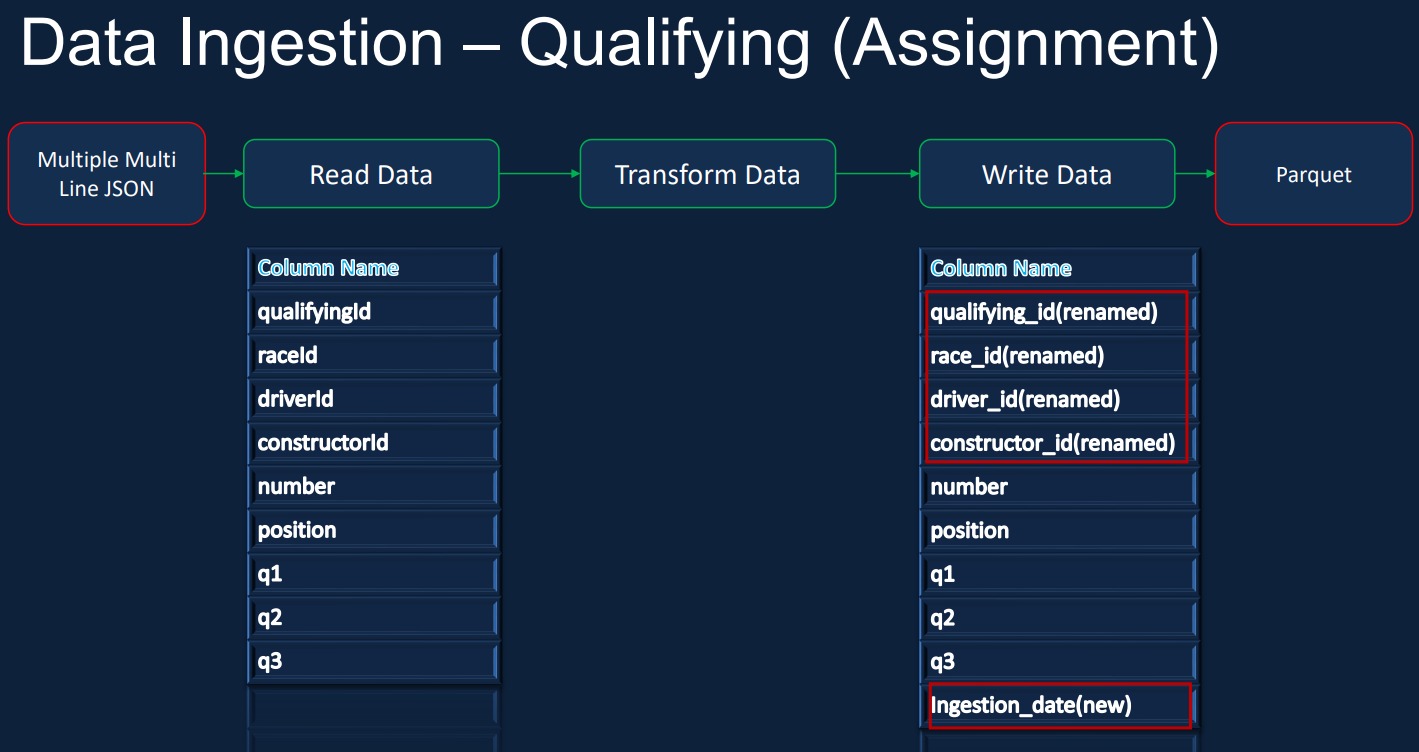 Data Ingestion – Qualifying (Assignment)
Multiple Multi
Line JSON
Read Data
Transform Data
Write Data
Parquet
Column Name
qualifyingId
raceId
driverId
constructorId
number
position
q1
q2
q3
Column Name
qualifying_id(renamed)
race_id(renamed)
driver_id(renamed)
constructor_id(renamed)
number
position
q1
q2
q3
Ingestion_date(new)